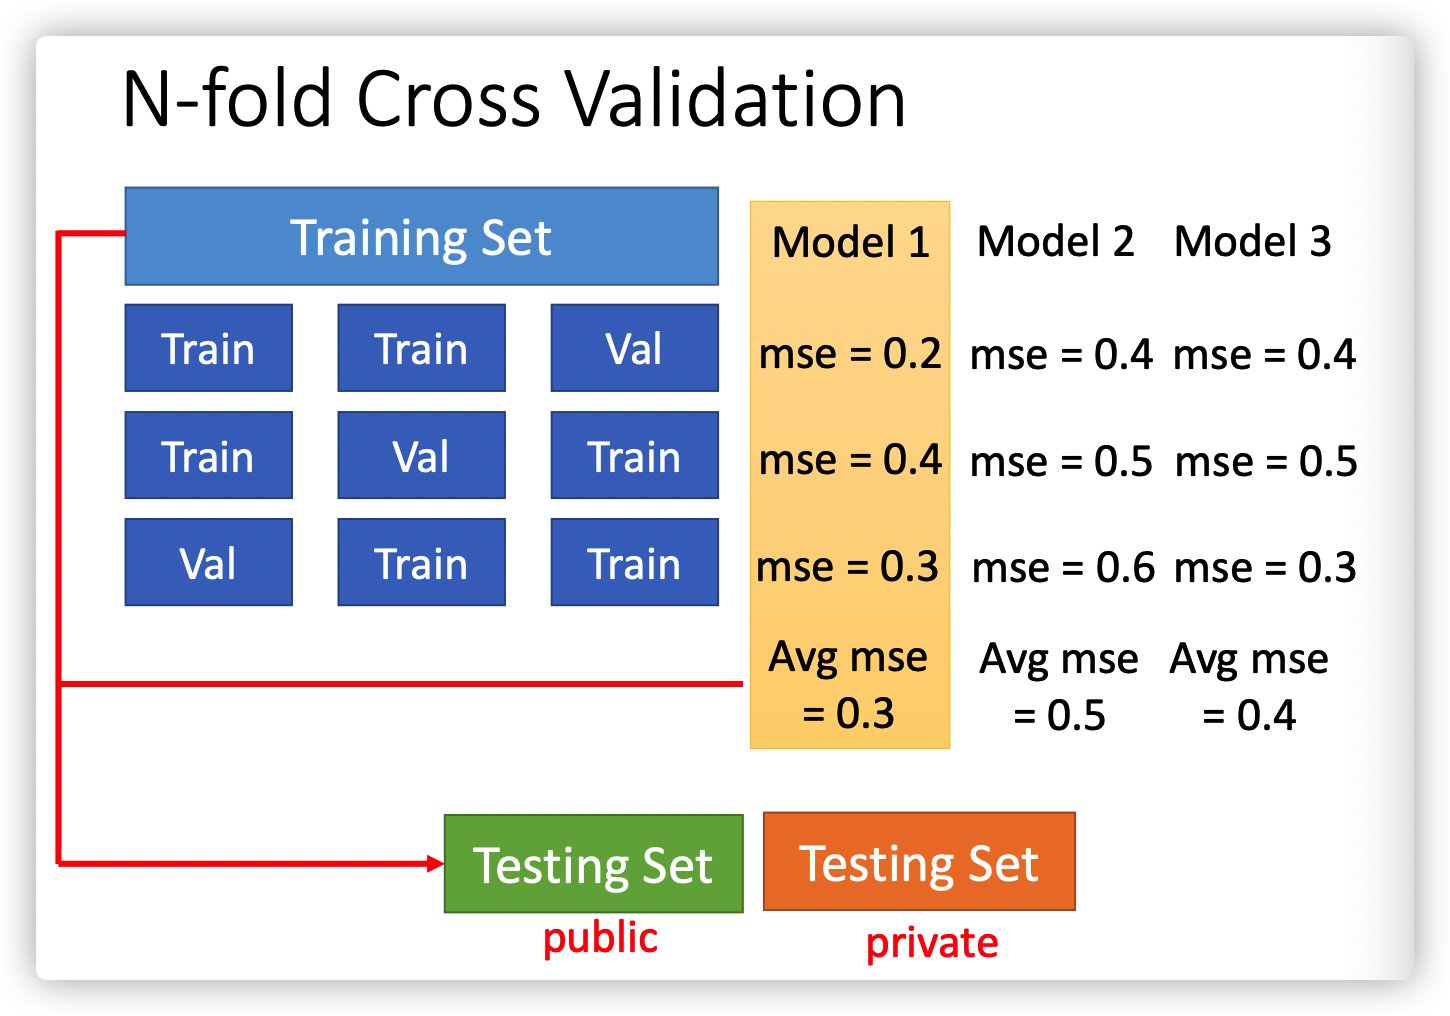 N-fold Cross Validation
Training Set
Model 1 Model 2 Model 3
Train Train Val
mse = 0.2 mse = 0.4 mse = 0.4
Train Val Train
mse = 0.4 mse = 0.5 mse = 0.5
Val Train Train
mse = 0.3 mse = 0.6 mse = 0.3
Avg mse Avg mse Avg mse
= 0.3 = 0.5 = 0.4
Testing Set Testing Set
public private